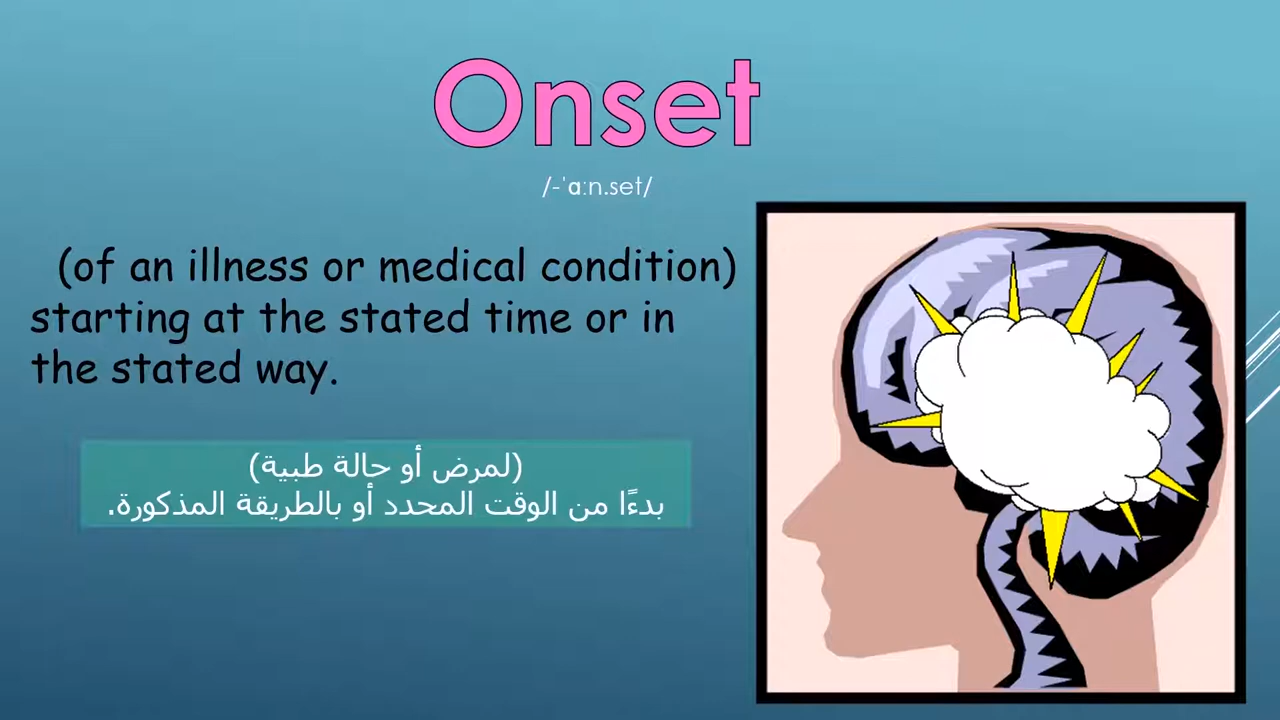 Onset
/-ˈɑːn.set/
(of an illness or medical condition)
starting at the stated time or in
the stated way.
(لمرض أو حالة طبية)
بدءًا من الوقت المحدد أو بالطريقة المذكورة.